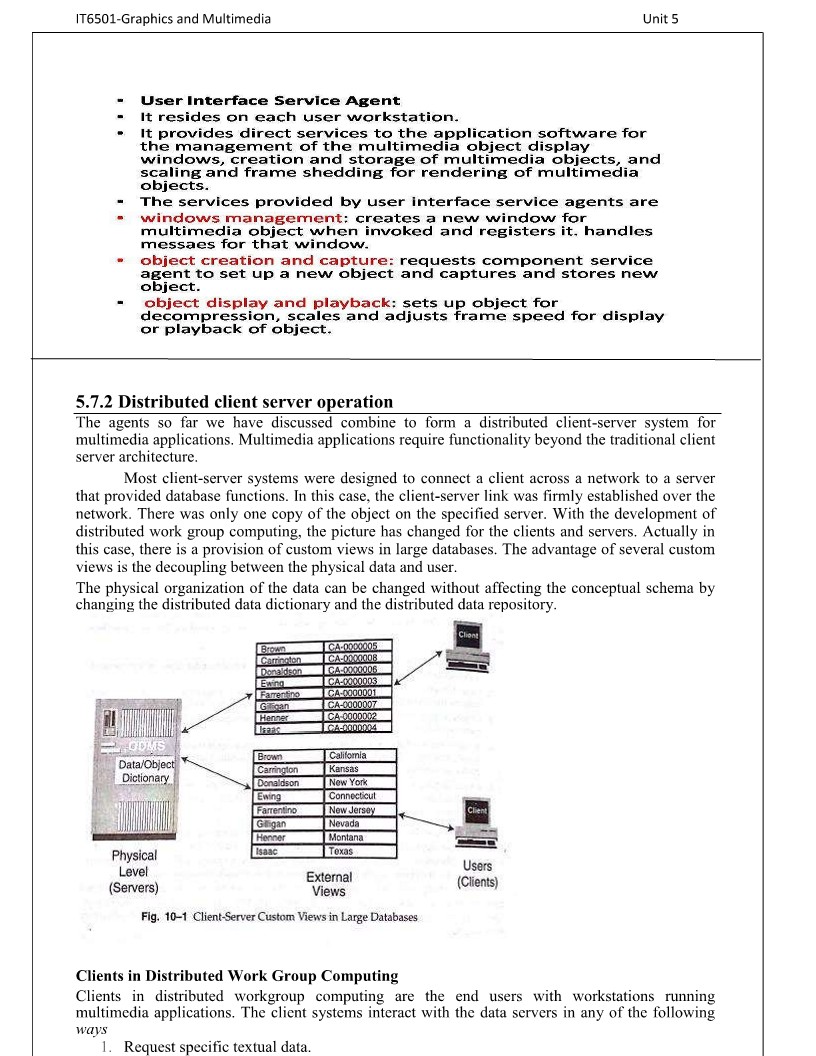 IT6501-Graphics and Multimedia Unit 5
- User Interface Service Agent
- It resides on each user workstation.
- It provides direct services to the application software for
the management of the multimedia object display
windows, creation and storage of multimedia objects, and
scaling and frame shedding for rendering of multimedia
objects.
- The services provided by user interface service agents are
- windows management: creates a new window for
multimedia object when invoked and registers it. handles
messaes for that window.
- object creation and capture: requests component service
agent to set up a new object and captures and stores new
object.
- object display and playback: sets up object for
decompression, scales and adjusts frame speed for display
or playback of object.
5.7.2 Distributed client server operation
The agents so far we have discussed combine to form a distributed client-server system for
multimedia applications. Multimedia applications require functionality beyond the traditional client
server architecture.
Most client-server systems were designed to connect a client across a network to a server
that provided database functions. In this case, the client-server link was firmly established over the
network. There was only one copy of the object on the specified server. With the development of
distributed work group computing, the picture has changed for the clients and servers. Actually in
this case, there is a provision of custom views in large databases. The advantage of several custom
views is the decoupling between the physical data and user.
The physical organization of the data can be changed without affecting the conceptual schema by
changing the distributed data dictionary and the distributed data repository.
Client
Brown CA-0000005
Carrington CA-0000008
Donaldson CA-0000006
Ewing CA-0000003
Farrentino CA-0000001
Gilligan CA-0000007
Henner CA-0000002
Isaac CA-0000004
ODMS
Data/Object
Dictionary
Brown California
Carrington Kansas
Donaldson New York
Ewing Connecticut
Farrentino New Jersey
Gilligan Nevada
Henner Montana
Isaac Texas
Client
Physical
Level
(Servers)
External
Views
Users
(Clients)
Fig. 10–1 Client-Server Custom Views in Large Databases
Clients in Distributed Work Group Computing
Clients in distributed workgroup computing are the end users with workstations running
multimedia applications. The client systems interact with the data servers in any of the following
ways
1. Request specific textual data.